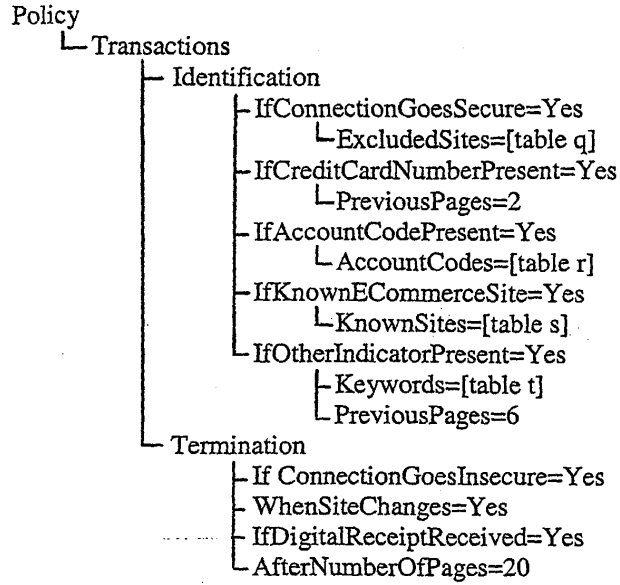 Policy
Transactions
Identification
IfConnectionGoesSecure=Yes
ExcludedSites=[table q]
IfCreditCardNumberPresent=Yes
PreviousPages=2
IfAccountCodePresent=Yes
AccountCodes=[table r]
IfKnownECommerceSite=Yes
KnownSites=[table s]
IfOtherIndicatorPresent=Yes
Keywords=[table t]
PreviousPages=6
Termination
If ConnectionGoesInsecure=Yes
WhenSiteChanges=Yes
IfDigitalReceiptReceived=Yes
AfterNumberOfPages=20